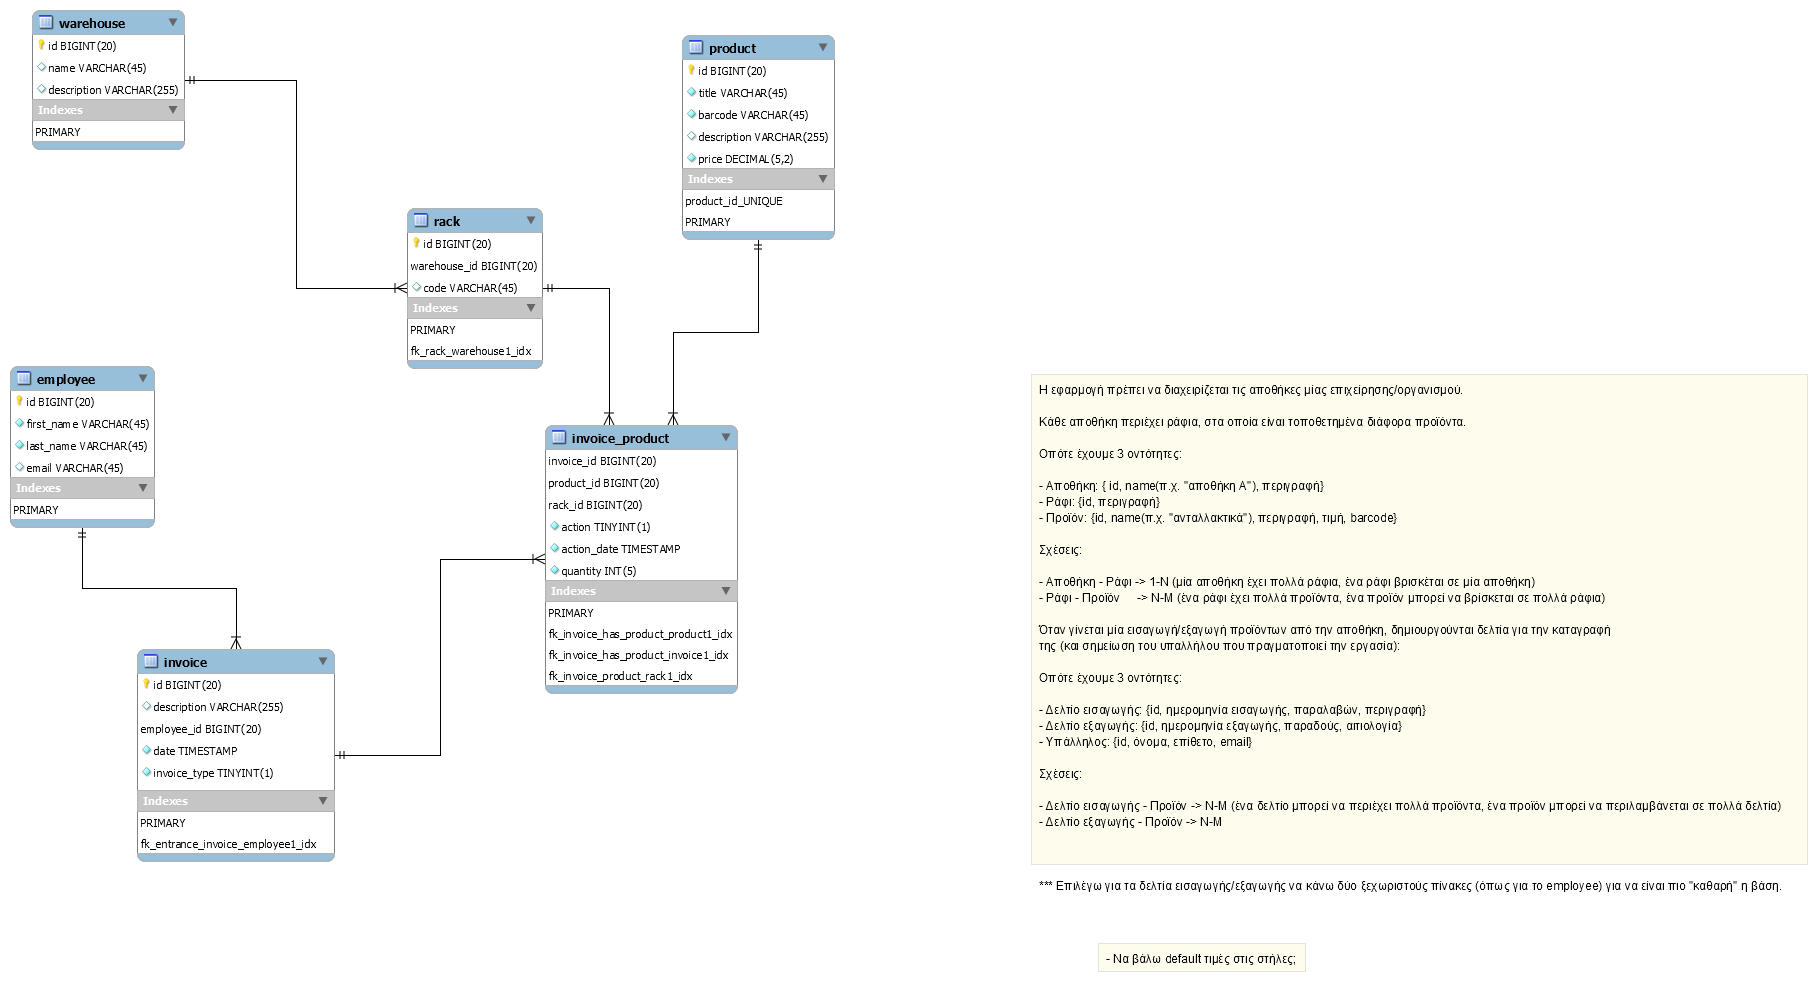 warehouse
id BIGINT(20)
name VARCHAR(45)
description VARCHAR(255)
Indexes
PRIMARY
product
id BIGINT(20)
title VARCHAR(45)
barcode VARCHAR(45)
description VARCHAR(255)
price DECIMAL(5,2)
Indexes
product_id_UNIQUE
PRIMARY
rack
id BIGINT(20)
warehouse_id BIGINT(20)
code VARCHAR(45)
Indexes
PRIMARY
fk_rack_warehouse1_idx
employee
id BIGINT(20)
first_name VARCHAR(45)
last_name VARCHAR(45)
email VARCHAR(45)
Indexes
PRIMARY
invoice_product
invoice_id BIGINT(20)
product_id BIGINT(20)
rack_id BIGINT(20)
action TINYINT(1)
action_date TIMESTAMP
quantity INT(5)
Indexes
PRIMARY
fk_invoice_has_product_product1_idx
fk_invoice_has_product_invoice1_idx
fk_invoice_product_rack1_idx
invoice
id BIGINT(20)
description VARCHAR(255)
employee_id BIGINT(20)
date TIMESTAMP
invoice_type TINYINT(1)
Indexes
PRIMARY
fk_entrance_invoice_employee1_idx
Η εφαρμογή πρέπει να διαχειρίζεται τις αποθήκες μίας επιχείρησης/οργανισμού.
Κάθε αποθήκη περιέχει ράφια, στα οποία είναι τοποθετημένα διάφορα προϊόντα.
Οπότε έχουμε 3 οντότητες:
- Αποθήκη: { id, name(π.χ. "αποθήκη Α"), περιγραφή}
- Ράφι: {id, περιγραφή}
- Προϊόν: {id, name(π.χ. "ανταλλακτικά"), περιγραφή, τιμή, barcode}
Σχέσεις:
- Αποθήκη - Ράφι -> 1-N (μία αποθήκη έχει πολλά ράφια, ένα ράφι βρισκέται σε μία αποθήκη)
- Ράφι - Προϊόν -> N-M (ένα ράφι έχει πολλά προϊόντα, ένα προϊόν μπορεί να βρίσκεται σε πολλά ράφια)
Όταν γίνεται μία εισαγωγή/εξαγωγή προϊόντων από την αποθήκη, δημιουργούνται δελτία για την καταγραφή
της (και σημείωση του υπαλλήλου που πραγματοποιεί την εργασία):
Οπότε έχουμε 3 οντότητες:
- Δελτίο εισαγωγής: {id, ημερομηνία εισαγωγής, παραλαβών, περιγραφή}
- Δελτίο εξαγωγής: {id, ημερομηνία εξαγωγής, παραδούς, αιτιολογία}
- Υπάλληλος: {id, όνομα, επίθετο, email}
Σχέσεις:
- Δελτίο εισαγωγής - Προϊόν -> N-M (ένα δελτίο μπορεί να περιέχει πολλά προϊόντα, ένα προϊόν μπορεί να περιλαμβάνεται σε πολλά δελτία)
- Δελτίο εξαγωγής - Προϊόν -> N-M
*** Επιλέγω για τα δελτία εισαγωγής/εξαγωγής να κάνω δύο ξεχωριστούς πίνακες (όπως για το employee) για να είναι πιο "καθαρή" η βάση.
- Να βάλω default τιμές στις στήλες;